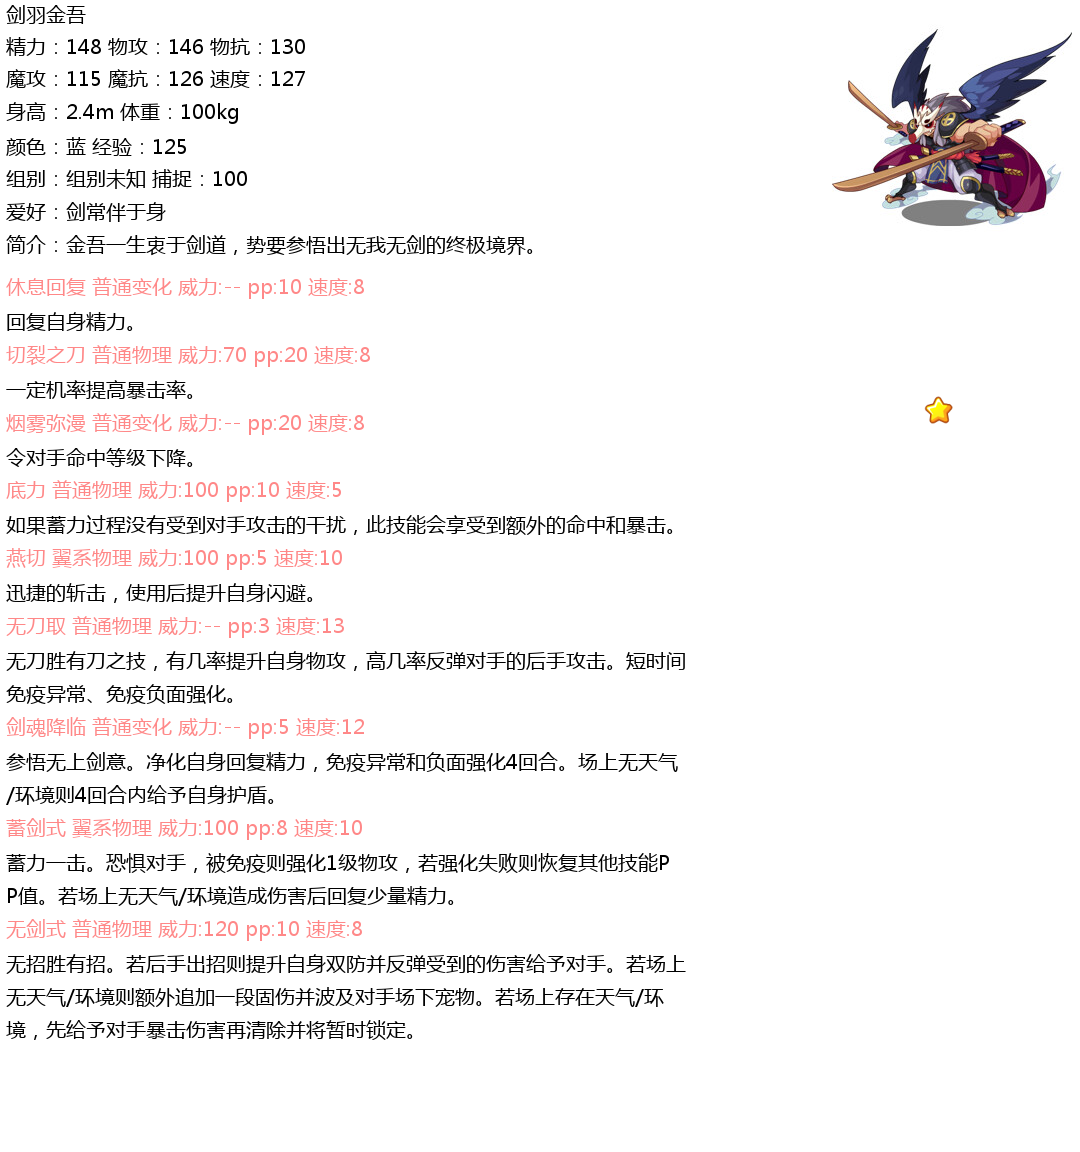 剑羽金吾
精力：148 物攻：146 物抗：130
魔攻：115 魔抗：126 速度：127
身高：2.4m 体重：100kg
颜色：蓝 经验：125
组别：组别未知 捕捉：100
爱好：剑常伴于身
简介：金吾一生衷于剑道，势要参悟出无我无剑的终极境界。
休息回复 普通变化 威力:-- pp:10 速度:8
回复自身精力。
切裂之刀 普通物理 威力:70 pp:20 速度:8
一定机率提高暴击率。
烟雾弥漫 普通变化 威力:-- pp:20 速度:8
令对手命中等级下降。
底力 普通物理 威力:100 pp:10 速度:5
如果蓄力过程没有受到对手攻击的干扰，此技能会享受到额外的命中和暴击。
燕切 翼系物理 威力:100 pp:5 速度:10
迅捷的斩击，使用后提升自身闪避。
无刀取 普通物理 威力:-- pp:3 速度:13
无刀胜有刀之技，有几率提升自身物攻，高几率反弹对手的后手攻击。短时间
免疫异常、免疫负面强化。
剑魂降临 普通变化 威力:-- pp:5 速度:12
参悟无上剑意。净化自身回复精力，免疫异常和负面强化4回合。场上无天气
/环境则4回合内给予自身护盾。
蓄剑式 翼系物理 威力:100 pp:8 速度:10
蓄力一击。恐惧对手，被免疫则强化1级物攻，若强化失败则恢复其他技能P
P值。若场上无天气/环境造成伤害后回复少量精力。
无剑式 普通物理 威力:120 pp:10 速度:8
无招胜有招。若后手出招则提升自身双防并反弹受到的伤害给予对手。若场上
无天气/环境则额外追加一段固伤并波及对手场下宠物。若场上存在天气/环
境，先给予对手暴击伤害再清除并将暂时锁定。